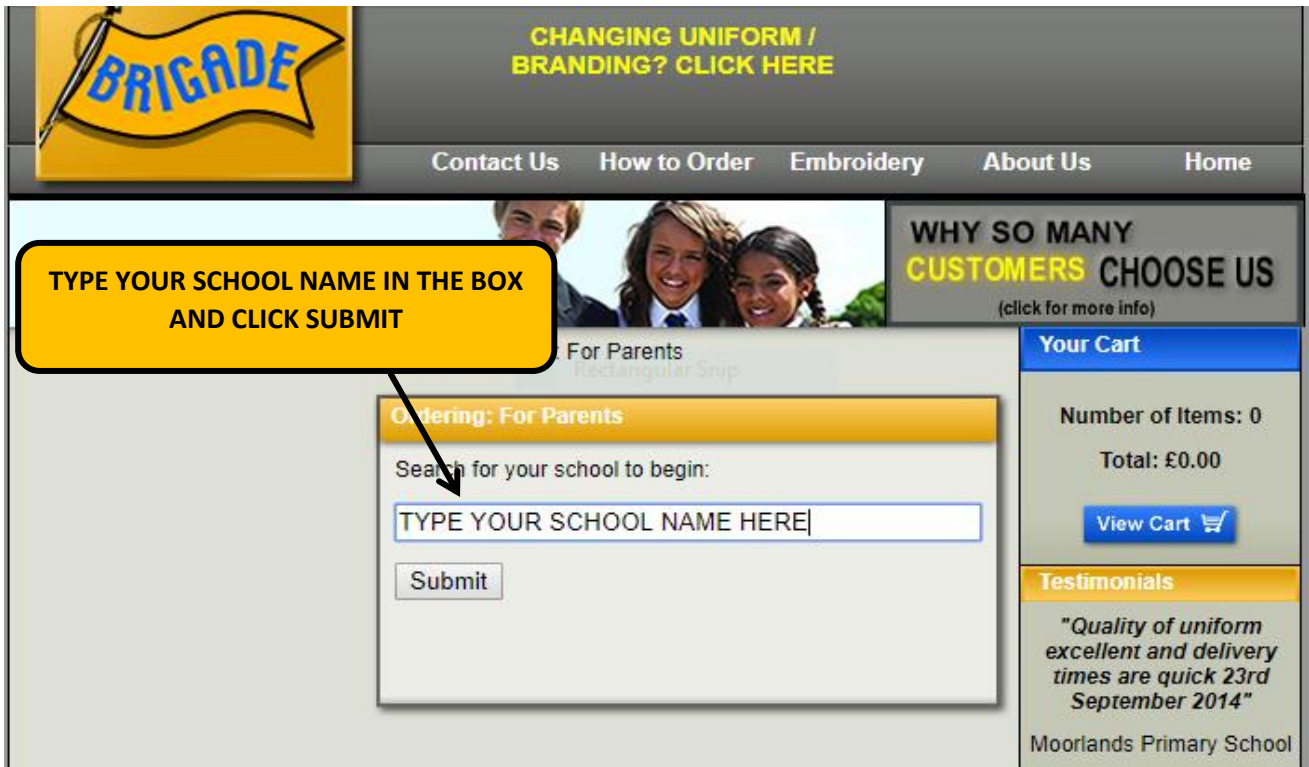 BRIGADE
CHANGING UNIFORM /
BRANDING? CLICK HERE
Contact Us How to Order Embroidery About Us Home
WHY SO MANY
CUSTOMERS CHOOSE US
(click for more info)
TYPE YOUR SCHOOL NAME IN THE BOX
AND CLICK SUBMIT
: For Parents
Rectangular Snip
Ordering: For Parents
Search for your school to begin:
TYPE YOUR SCHOOL NAME HERE
Submit
Your Cart
Number of Items: 0
Total: £0.00
View Cart
Testimonials
"Quality of uniform
excellent and delivery
times are quick 23rd
September 2014"
Moorlands Primary School